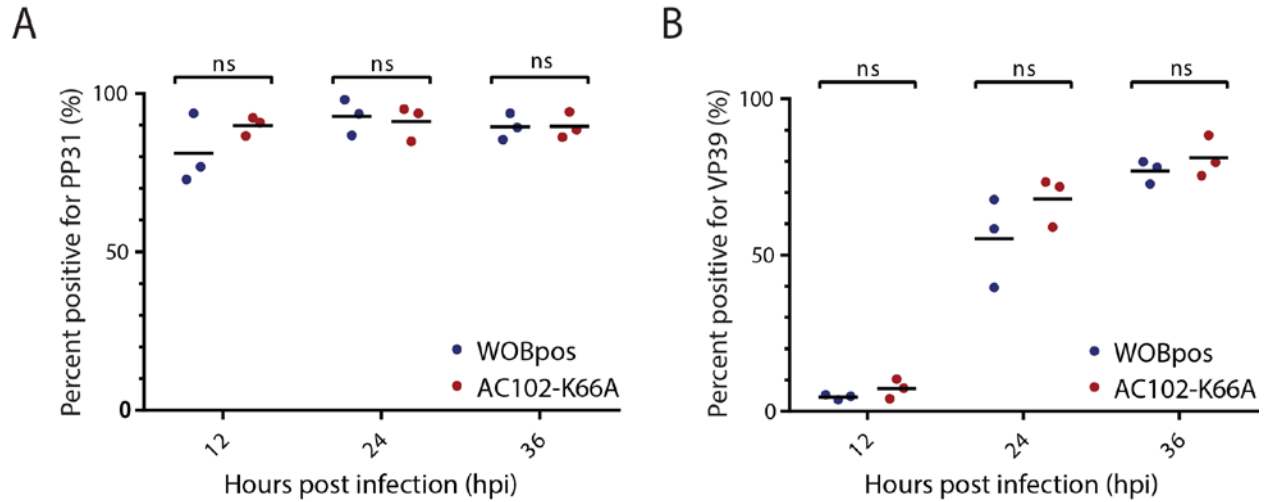 A
Percent positive for PP31 (%)
100
50
0
ns
ns
ns
WOBpos
AC102-K66A
12
24
36
Hours post infection (hpi)
B
Percent positive for VP39 (%)
100
50
0
ns
ns
ns
WOBpos
AC102-K66A
12
24
36
Hours post infection (hpi)